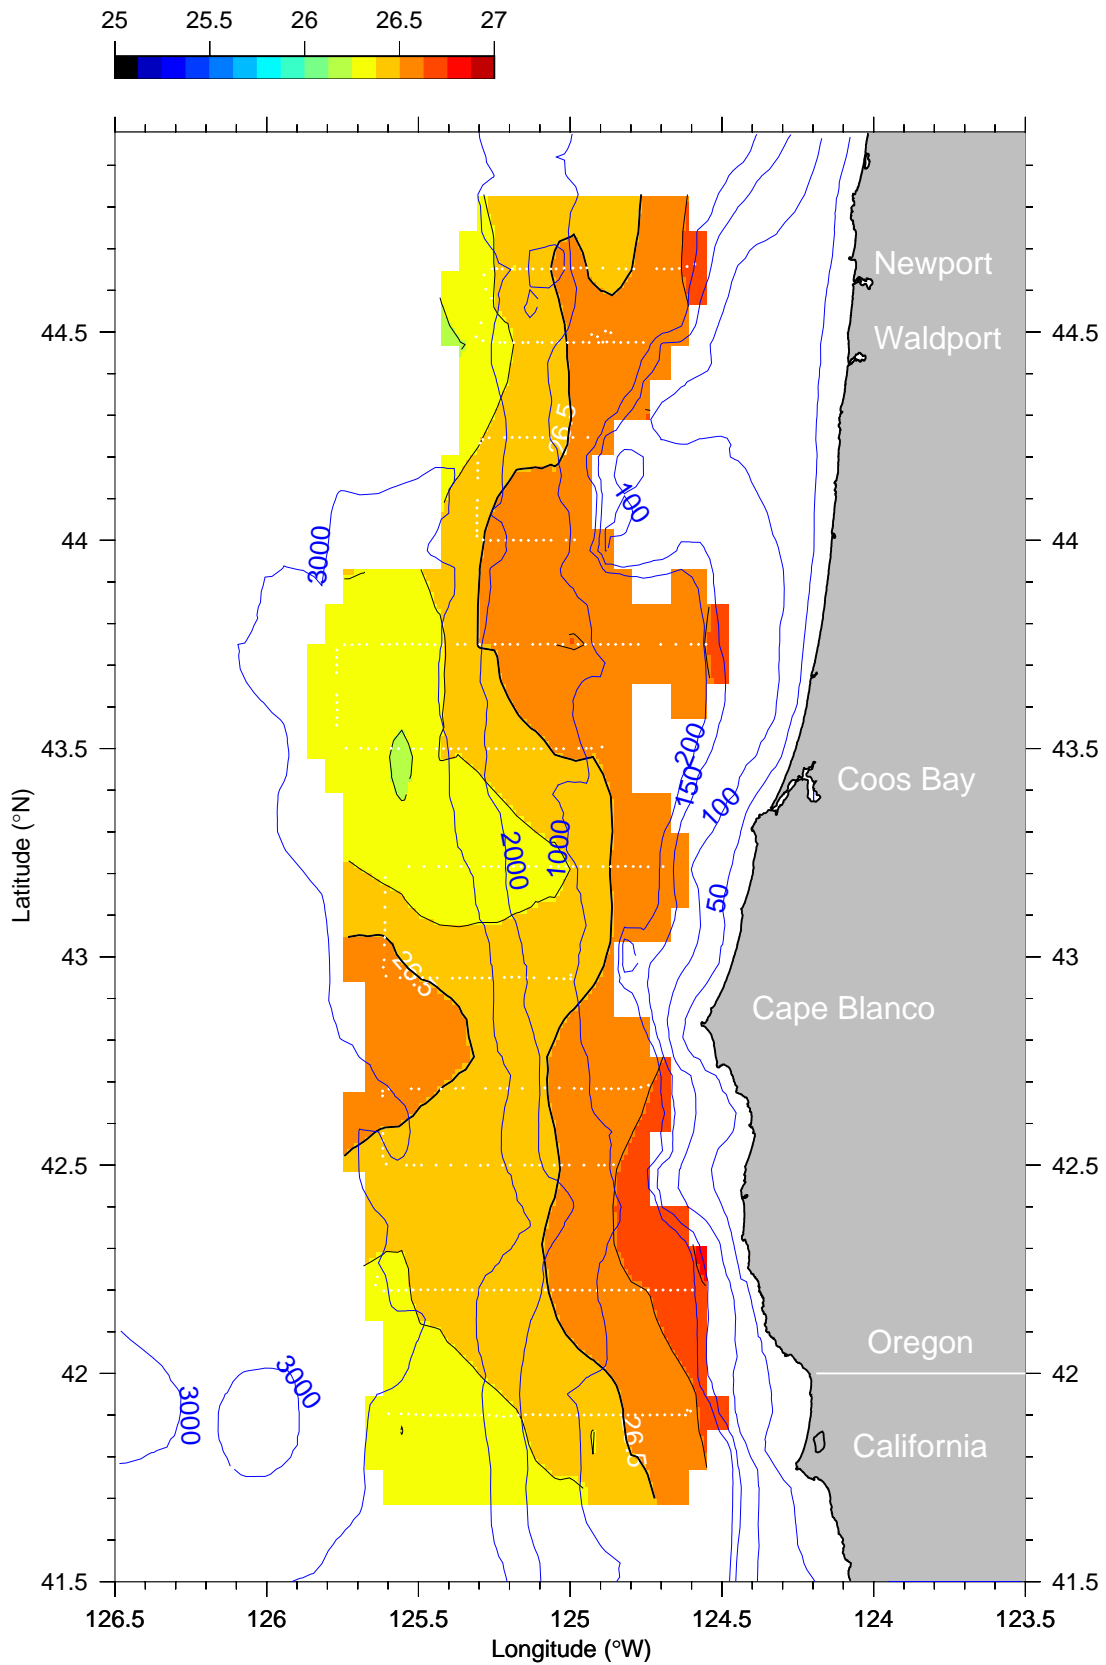 25 25.5 26 26.5 27
Newport
44.5 Waldport 44.5
26.5
100
3000
44 44
200
43.5 150 Coos Bay 43.5
100
2000 1000
50
43 26.5 43
Cape Blanco
42.5 42.5
Oregon
42 3000 42
3000
26.5
California
41.5 41.5
126.5 126 125.5 125 124.5 124 123.5
Longitude (°W)
Latitude (°N)